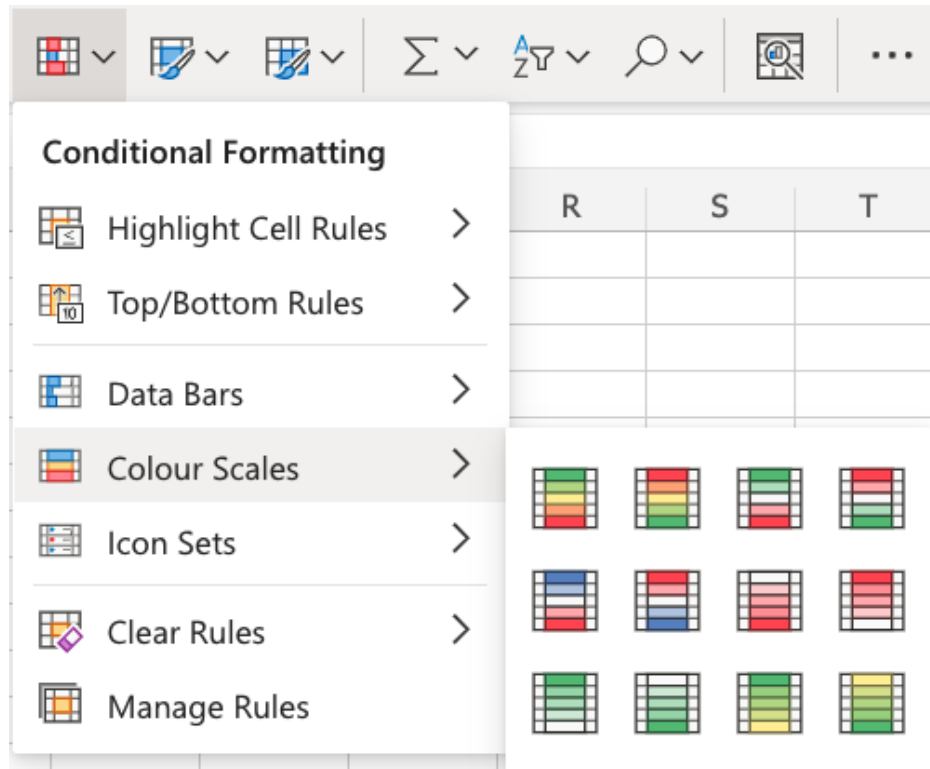 Conditional Formatting
R S T
Highlight Cell Rules
Top/Bottom Rules
Data Bars
Colour Scales
Icon Sets
Clear Rules
Manage Rules